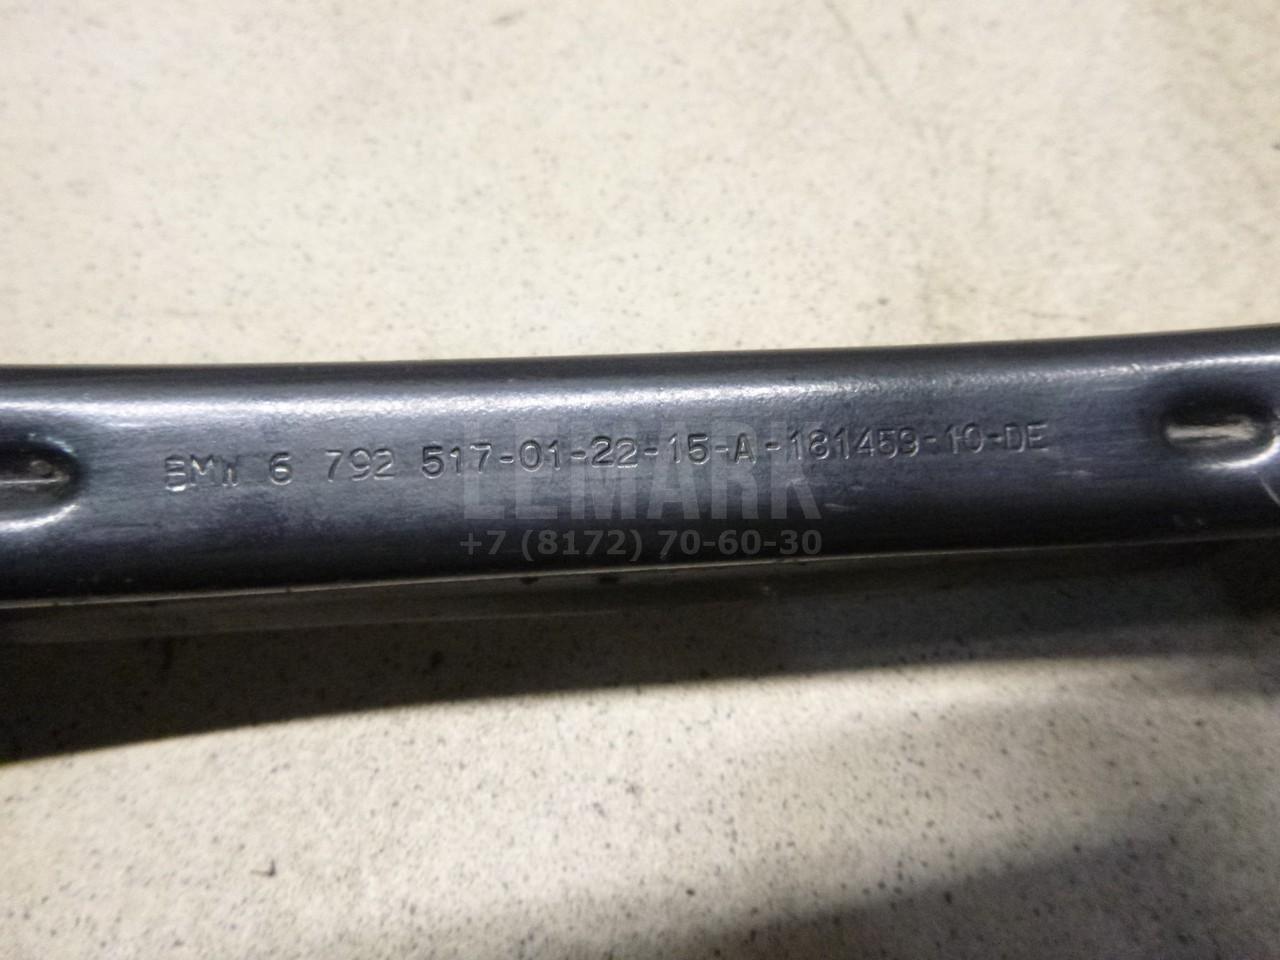 BMW 6 792 517-01-22-15-A-181459-10-DE
LEMARK
+7 (8172) 70-60-30